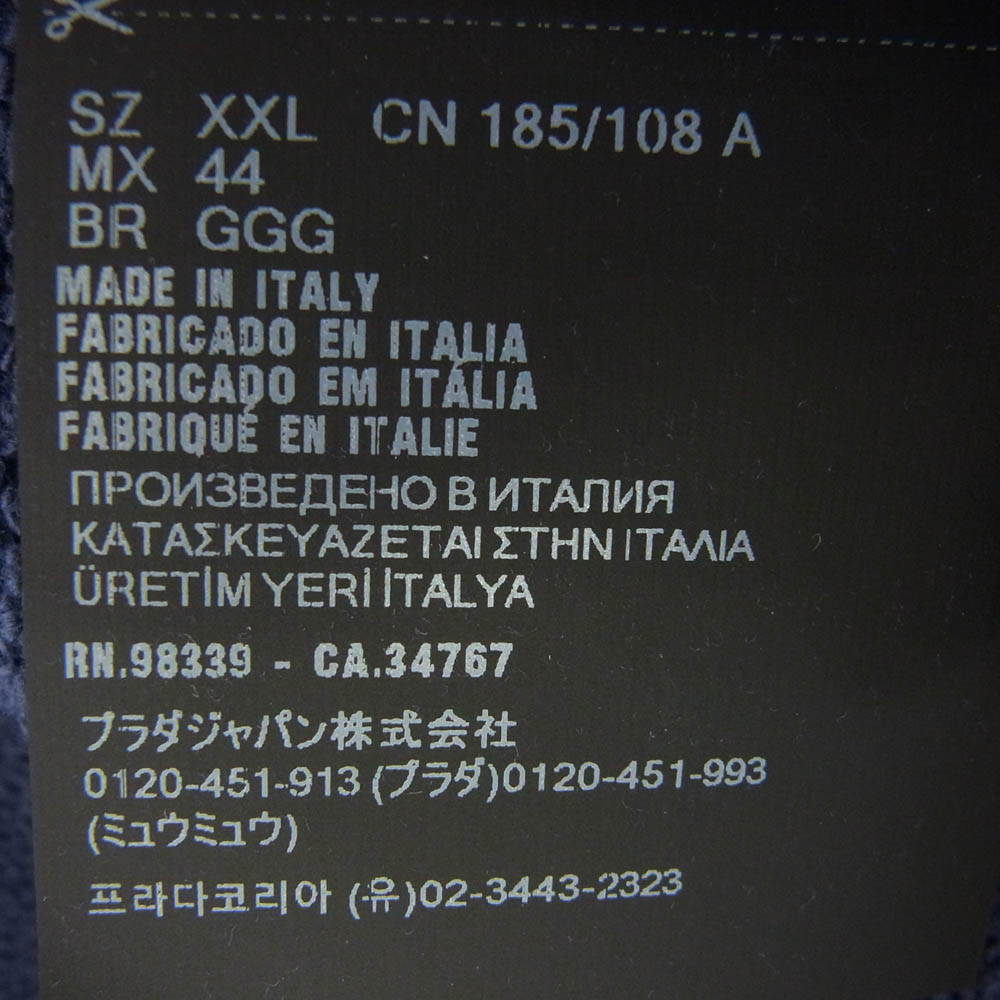 SZ XXL CN 185/108 A
MX 44
BR GGG
MADE IN ITALY
FABRICADO EN ITALIA
FABRICADO EM ITÁLIA
FABRIQUÉ EN ITALIE
ПРОИЗВЕДЕНО В ИТАЛИЯ
ΚΑΤΑΣΚΕΥΑΖΕΤΑΙ ΣΤΗΝ ΙΤΑΛΙΑ
ÜRETİM YERİ İTALYA
RN.98339 - CA.34767
プラダジャパン株式会社
0120-451-913 (プラダ)0120-451-993
(ミュウミュウ)
프라다코리아 (유)02-3443-2323